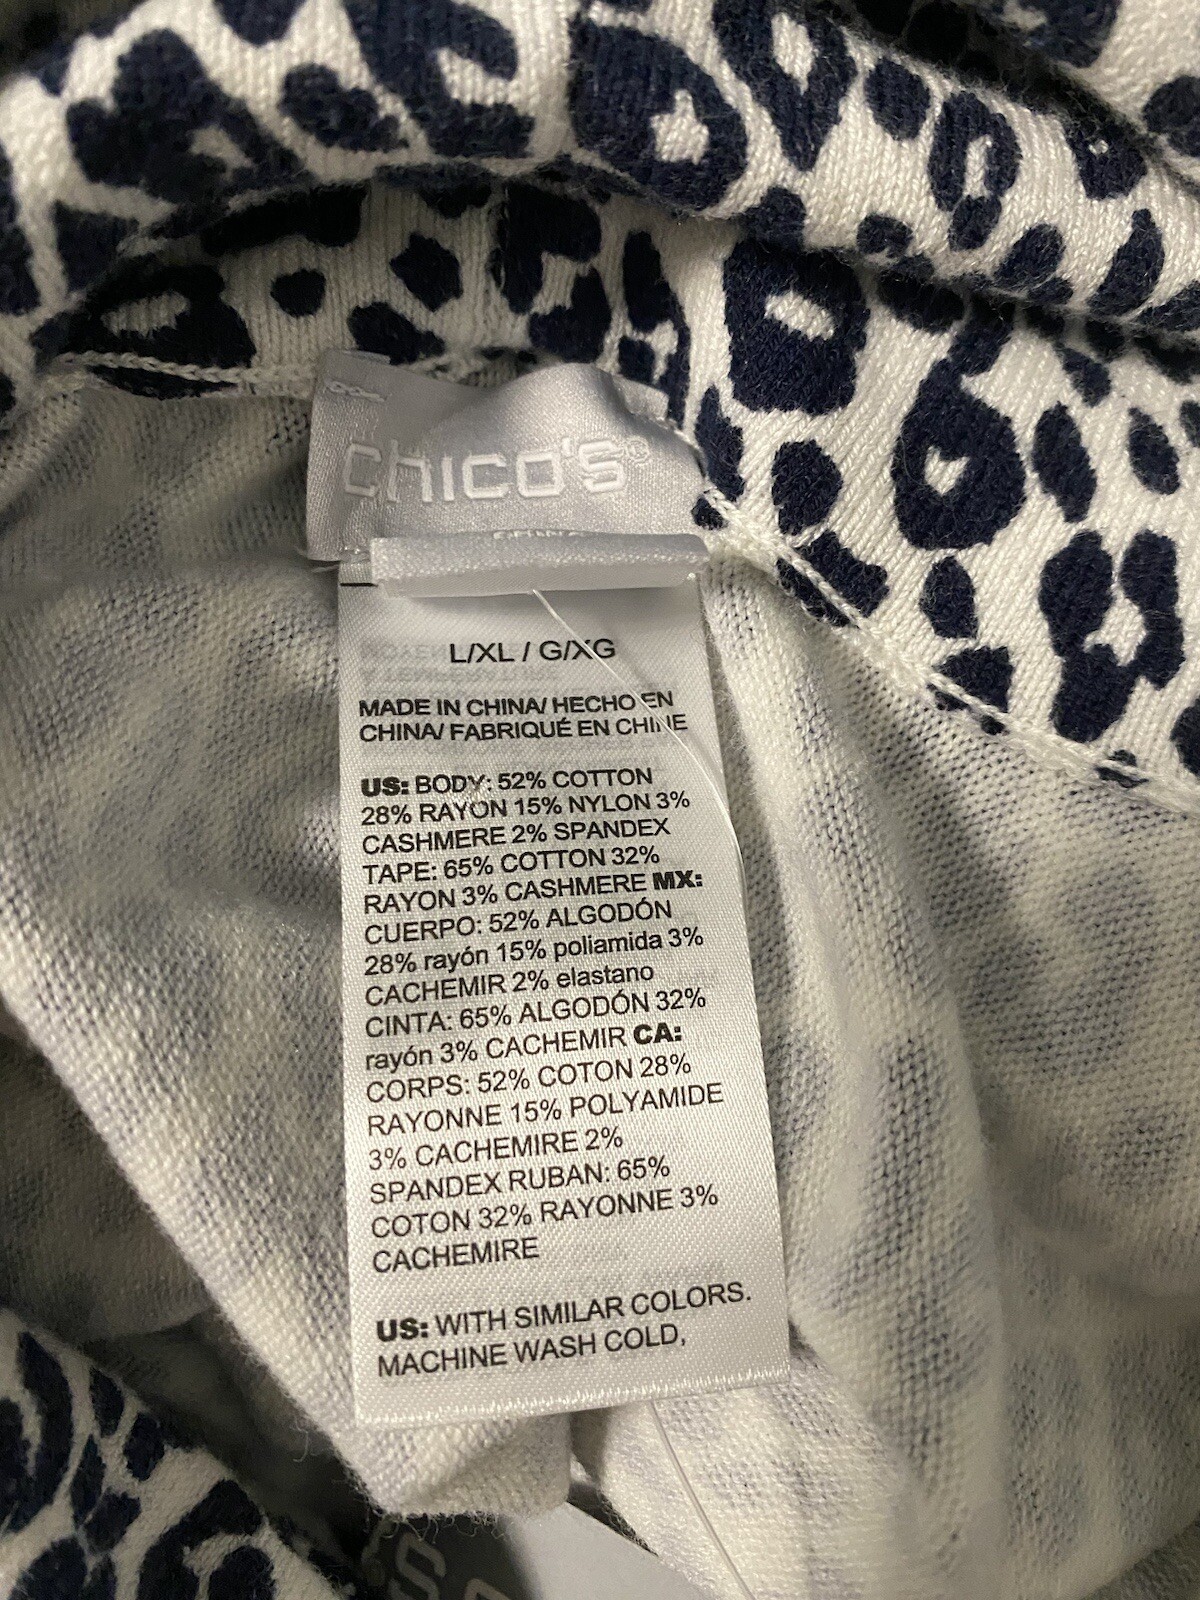 chico's®
L/XL / G/XG
MADE IN CHINA/ HECHO EN
CHINA/ FABRIQUÉ EN CHINE
US: BODY: 52% COTTON
28% RAYON 15% NYLON 3%
CASHMERE 2% SPANDEX
TAPE: 65% COTTON 32%
RAYON 3% CASHMERE MX:
CUERPO: 52% ALGODÓN
28% rayón 15% poliamida 3%
CACHEMIR 2% elastano
CINTA: 65% ALGODÓN 32%
rayón 3% CACHEMIR CA:
CORPS: 52% COTON 28%
RAYONNE 15% POLYAMIDE
3% CACHEMIRE 2%
SPANDEX RUBAN: 65%
COTON 32% RAYONNE 3%
CACHEMIRE
US: WITH SIMILAR COLORS.
MACHINE WASH COLD,